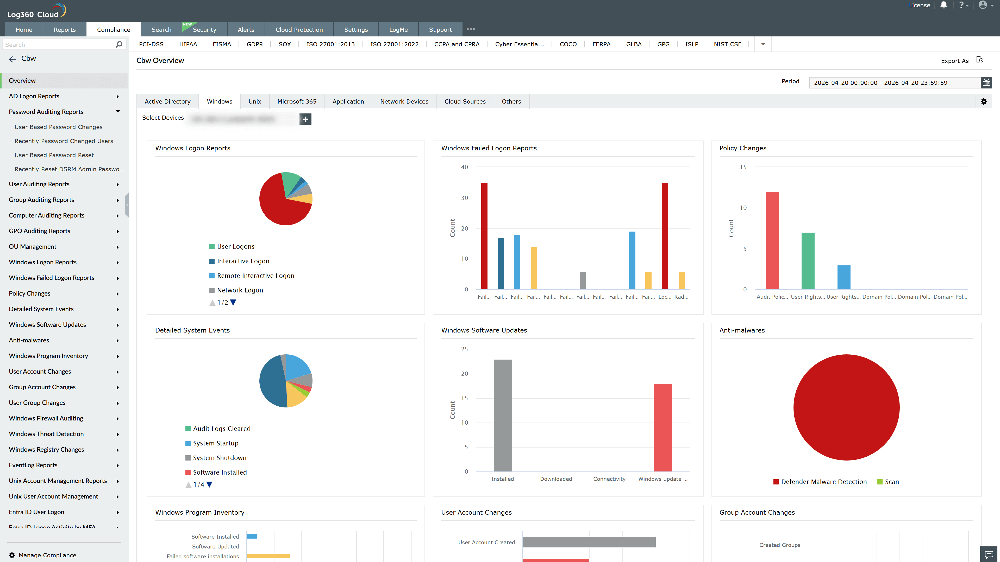 License
?
Log360 Cloud
Home Reports Compliance Search NEW Security Alerts Cloud Protection Settings LogMe Support
Search
PCI-DSS HIPAA FISMA GDPR SOX ISO 27001:2013 ISO 27001:2022 CCPA and CPRA Cyber Essentia... COCO FERPA GLBA GPG ISLP NIST CSF
Cbw
Overview
AD Logon Reports
Password Auditing Reports
User Based Password Changes
Recently Password Changed Users
User Based Password Reset
Recently Reset DSRM Admin Passwo...
User Auditing Reports
Group Auditing Reports
Computer Auditing Reports
GPO Auditing Reports
OU Management
Windows Logon Reports
Windows Failed Logon Reports
Policy Changes
Detailed System Events
Windows Software Updates
Anti-malwares
Windows Program Inventory
User Account Changes
Group Account Changes
User Group Changes
Windows Firewall Auditing
Windows Threat Detection
Windows Registry Changes
EventLog Reports
Unix Account Management Reports
Unix User Account Management
Entra ID User Logon
Entra ID Logon Activity by MFA
Manage Compliance
Cbw Overview
Export As
Period 2026-04-20 00:00:00 - 2026-04-20 23:59:59
Active Directory Windows Unix Microsoft 365 Application Network Devices Cloud Sources Others
Select Devices
Windows Logon Reports
User Logons
Interactive Logon
Remote Interactive Logon
Network Logon
1/2
Windows Failed Logon Reports
40
30
20
10
0
Count
Fail... Fail... Fail... Fail... Fail... Fail... Fail... Fail... Fail... Fail... Fail... Loc... Rad...
Policy Changes
15
10
5
0
Count
Audit Polic... User Rights... User Rights... Domain Pol... Domain Pol... Domain Pol...
Detailed System Events
Audit Logs Cleared
System Startup
System Shutdown
Software Installed
1/4
Windows Software Updates
25
20
15
10
5
0
Count
Installed Downloaded Connectivity Windows update ...
Anti-malwares
Defender Malware Detection Scan
Windows Program Inventory
Software Installed
Software Updated
Failed software installations
User Account Changes
User Account Created
Group Account Changes
Created Groups